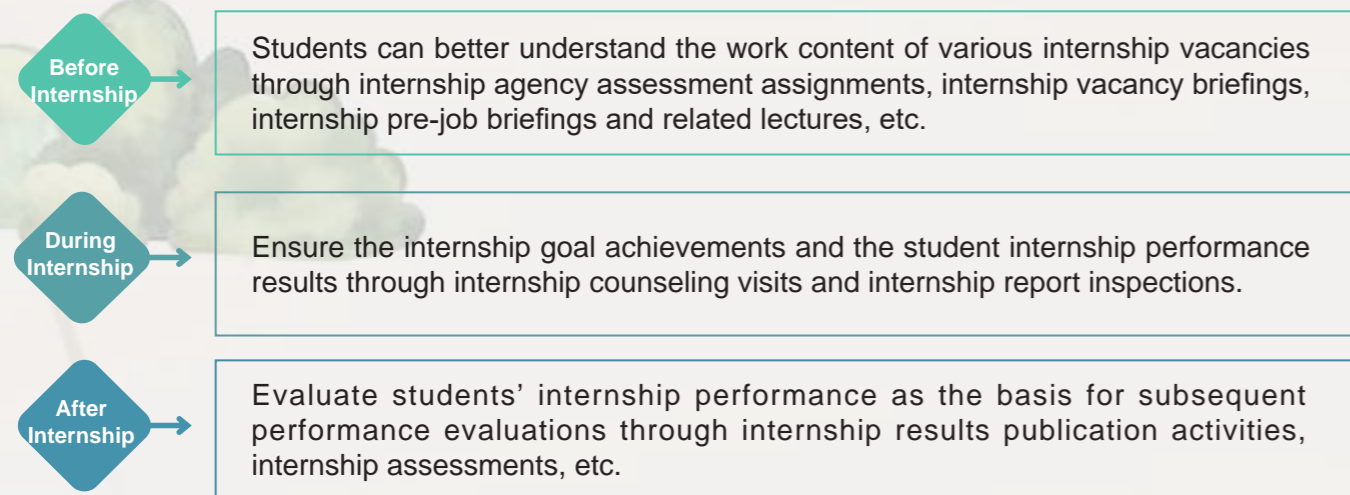 Before
Internship
Students can better understand the work content of various internship vacancies
through internship agency assessment assignments, internship vacancy briefings,
internship pre-job briefings and related lectures, etc.
During
Internship
Ensure the internship goal achievements and the student internship performance
results through internship counseling visits and internship report inspections.
After
Internship
Evaluate students’ internship performance as the basis for subsequent
performance evaluations through internship results publication activities,
internship assessments, etc.